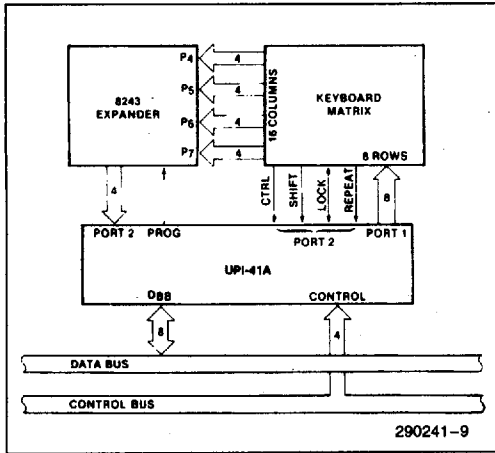 8243
EXPANDER
P4
P5
P6
P7
4
4
4
4
16 COLUMNS
KEYBOARD
MATRIX
8 ROWS
4
CTRL
SHIFT
LOCK
REPEAT
8
PORT 2
PROG
PORT 2
PORT 1
UPI-41A
DBB
CONTROL
8
4
DATA BUS
CONTROL BUS
290241-9